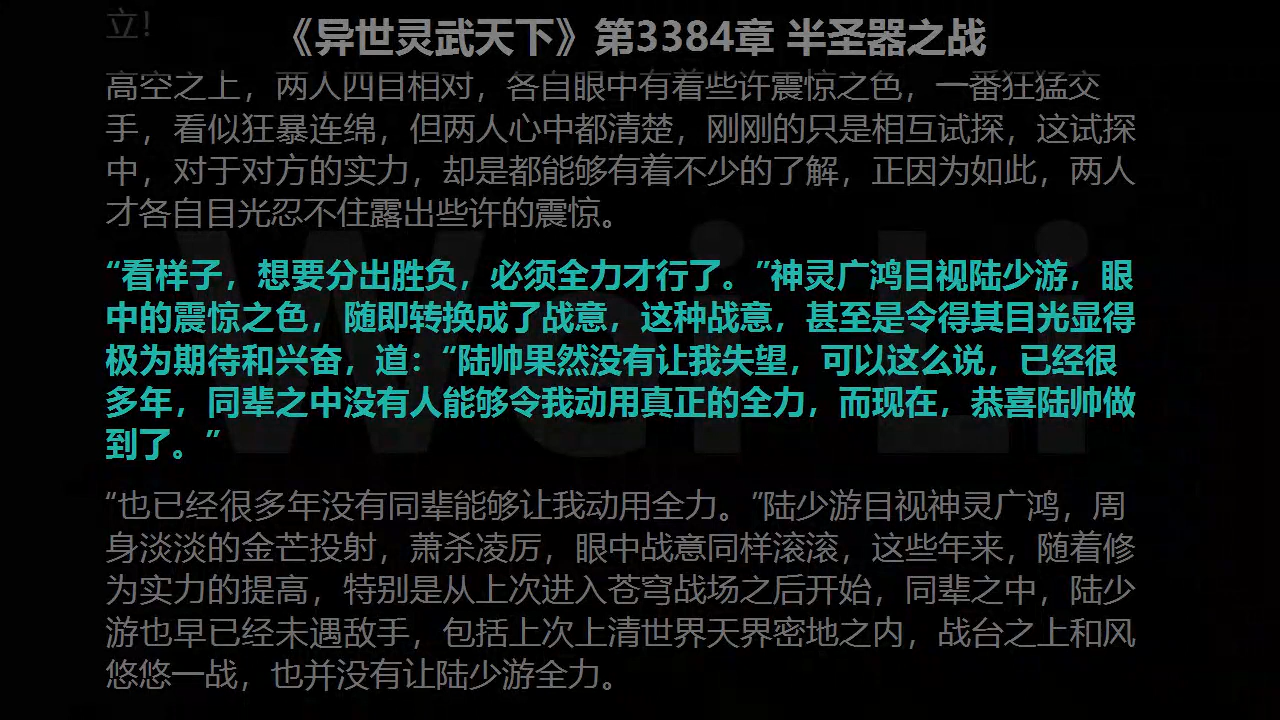 立！
《异世灵武天下》第3384章 半圣器之战
高空之上，两人四目相对，各自眼中有着些许震惊之色，一番狂猛交
手，看似狂暴连绵，但两人心中都清楚，刚刚的只是相互试探，这试探
中，对于对方的实力，却是都能够有着不少的了解，正因为如此，两人
才各自目光忍不住露出些许的震惊。
“看样子，想要分出胜负，必须全力才行了。”神灵广鸿目视陆少游，眼
中的震惊之色，随即转换成了战意，这种战意，甚至是令得其目光显得
极为期待和兴奋，道：“陆帅果然没有让我失望，可以这么说，已经很
多年，同辈之中没有人能够令我动用真正的全力，而现在，恭喜陆帅做
到了。”
“也已经很多年没有同辈能够让我动用全力。”陆少游目视神灵广鸿，周
身淡淡的金芒投射，萧杀凌厉，眼中战意同样滚滚，这些年来，随着修
为实力的提高，特别是从上次进入苍穹战场之后开始，同辈之中，陆少
游也早已经未遇敌手，包括上次上清世界天界密地之内，战台之上和风
悠悠一战，也并没有让陆少游全力。
Wei Li